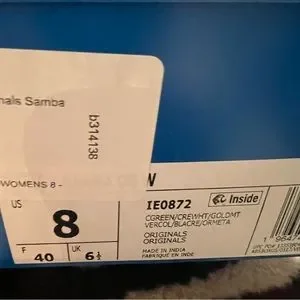 nals Samba
b314138
WOMENS 8 -
W
US
8
F
40
UK
6½
IE0872
Inside
CGREEN/CREWHT/GOLDMT
VERCOL/BLACRE/ORMETA
ORIGINALS
ORIGINALS
MADE IN INDIA
FABRIQUÉ EN INDE